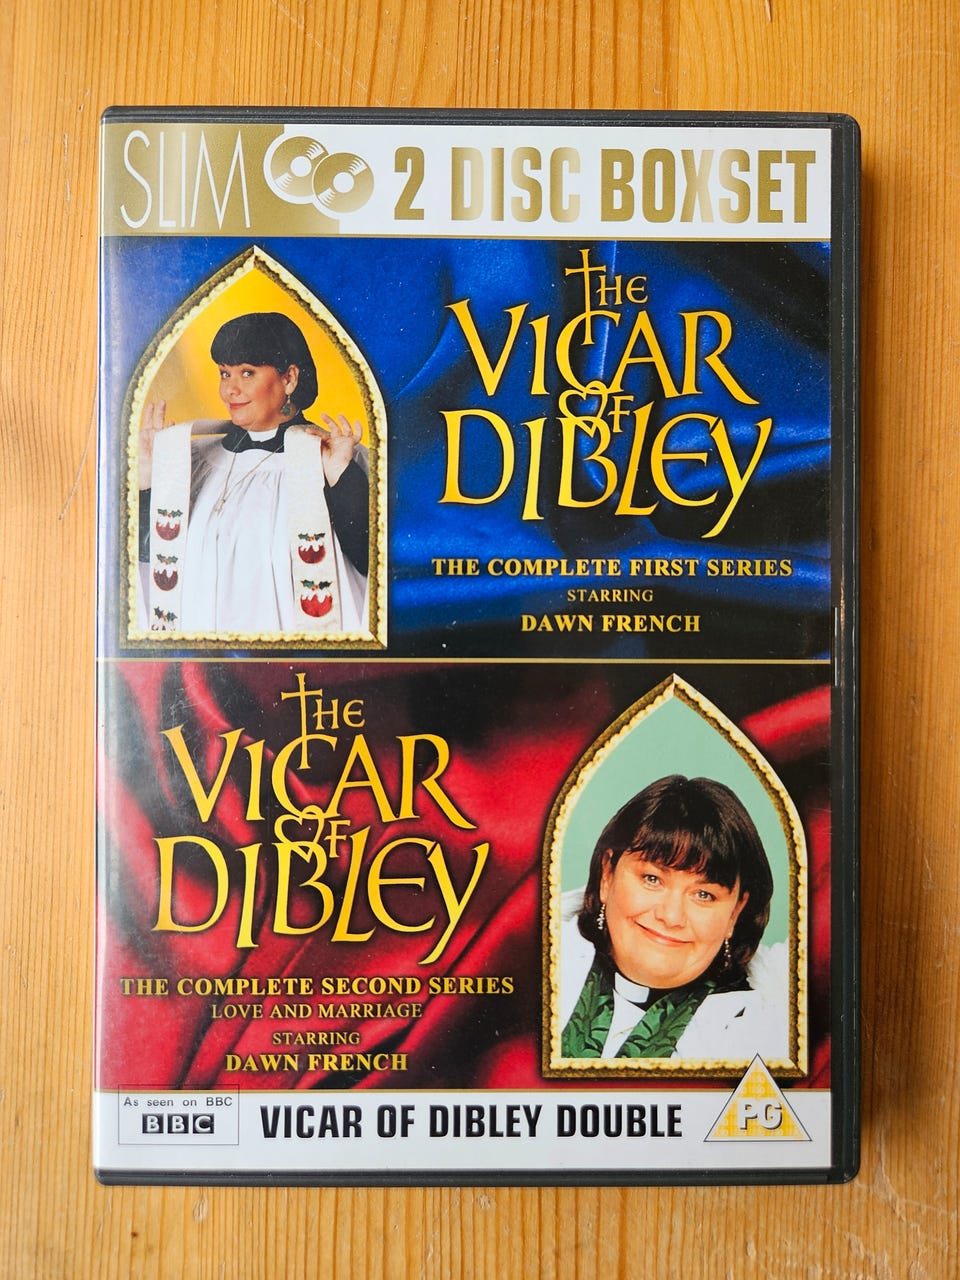 SLIM 2 DISC BOXSET
THE
VICAR
OF
DIBLEY
THE COMPLETE FIRST SERIES
STARRING
DAWN FRENCH
THE
VICAR
OF
DIBLEY
THE COMPLETE SECOND SERIES
LOVE AND MARRIAGE
STARRING
DAWN FRENCH
As seen on BBC
BBC
VICAR OF DIBLEY DOUBLE
PG